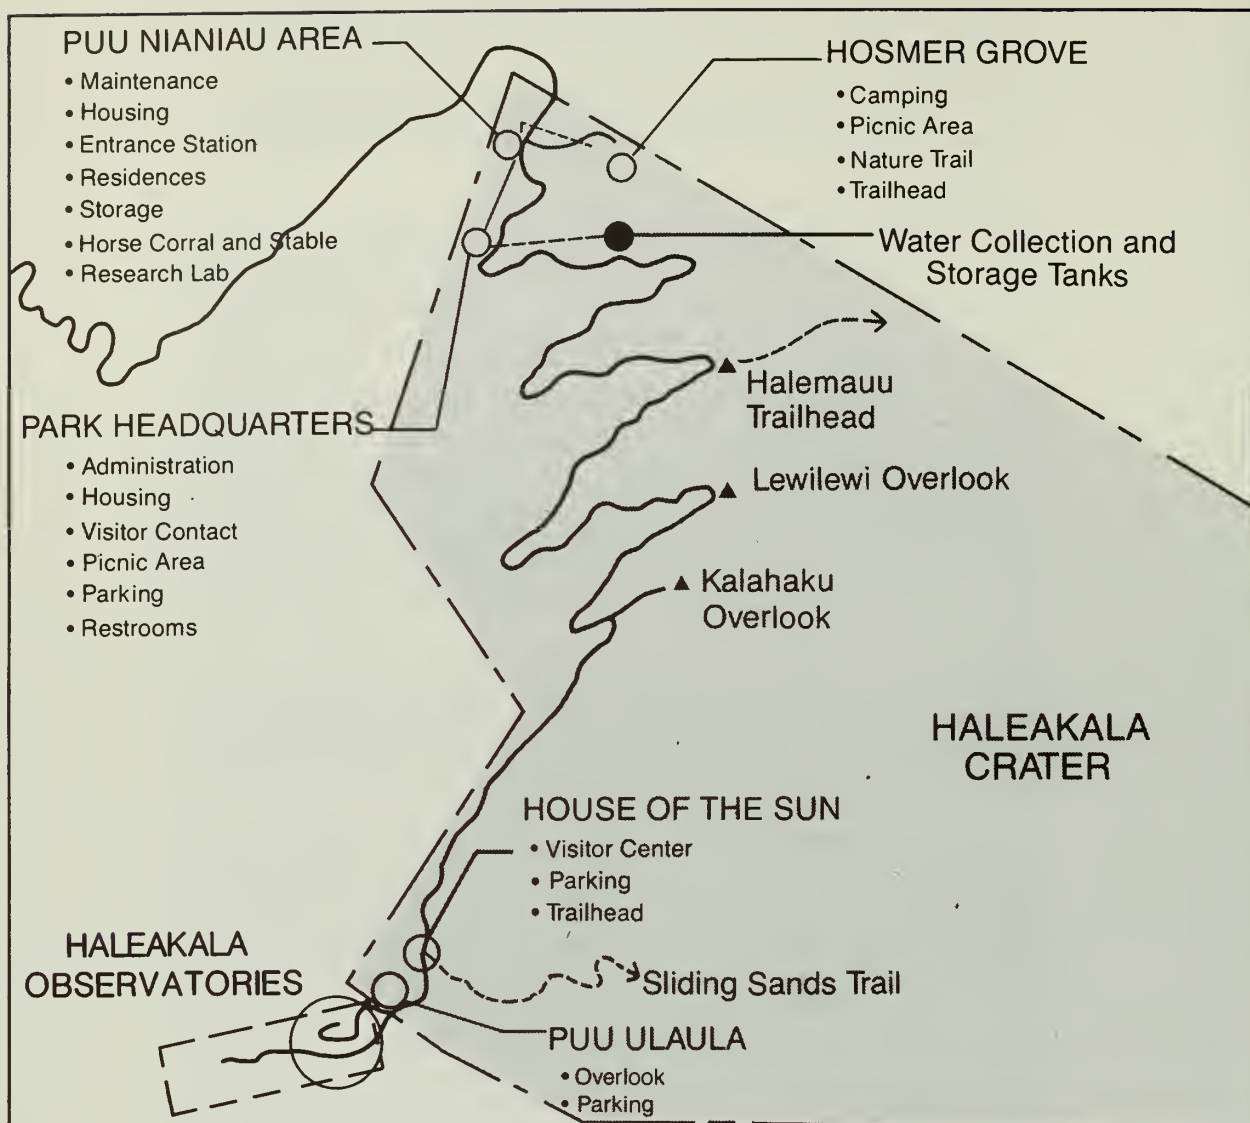 PUU NIANIAU AREA
• Maintenance
• Housing
• Entrance Station
• Residences
• Storage
• Horse Corral and Stable
• Research Lab
HOSMER GROVE
• Camping
• Picnic Area
• Nature Trail
• Trailhead
Water Collection and
Storage Tanks
Halemauu
Trailhead
PARK HEADQUARTERS
• Administration
• Housing
• Visitor Contact
• Picnic Area
• Parking
• Restrooms
Lewilewi Overlook
Kalahaku
Overlook
HALEAKALA
CRATER
HOUSE OF THE SUN
• Visitor Center
• Parking
• Trailhead
HALEAKALA
OBSERVATORIES
Sliding Sands Trail
PUU ULAULA
• Overlook
• Parking